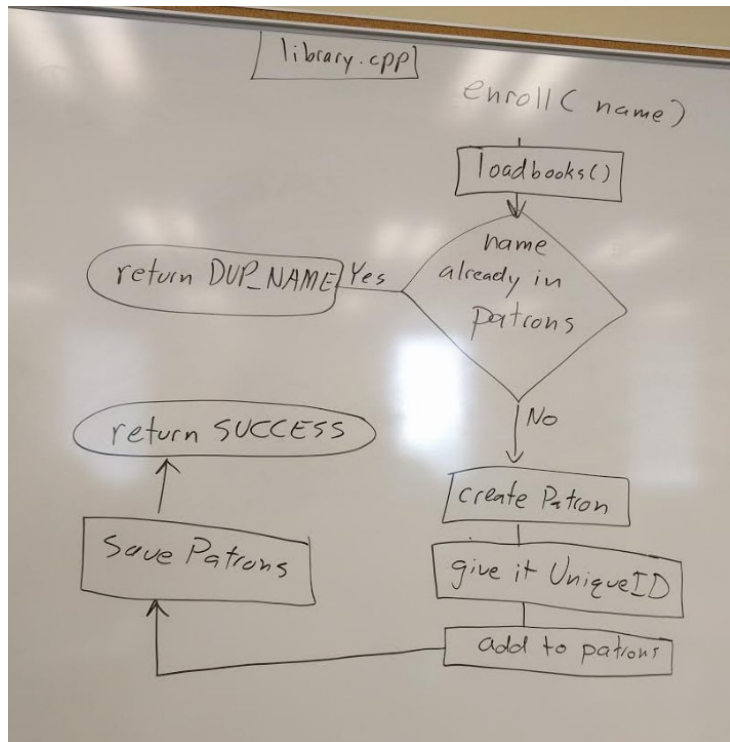 library.cpp
enroll( name)
loadbooks()
name
already in
patrons
Yes
return DUP_NAME
No
create Patron
give it UniqueID
add to patrons
Save Patrons
return SUCCESS